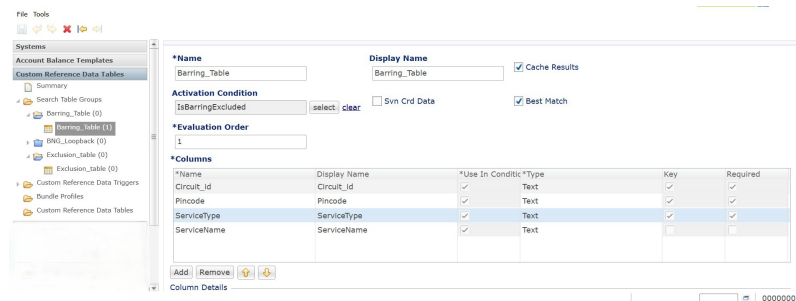 File Tools
Systems
Account Balance Templates
Custom Reference Data Tables
Summary
Search Table Groups
Barring_Table (0)
Barring_Table (1)
BNG_Loopback (0)
Exclusion_table (0)
Exclusion_table (0)
Custom Reference Data Triggers
Bundle Profiles
Custom Reference Data Tables
*Name Display Name
Barring_Table Barring_Table Cache Results
Activation Condition
IsBarringExcluded select clear Svn Crd Data Best Match
*Evaluation Order
1
*Columns
*Name Display Name *Use In Conditic *Type Key Required
Circuit_Id Circuit_Id Text
Pincode Pincode Text
ServiceType ServiceType Text
ServiceName ServiceName Text
Add Remove
Column Details
0000000